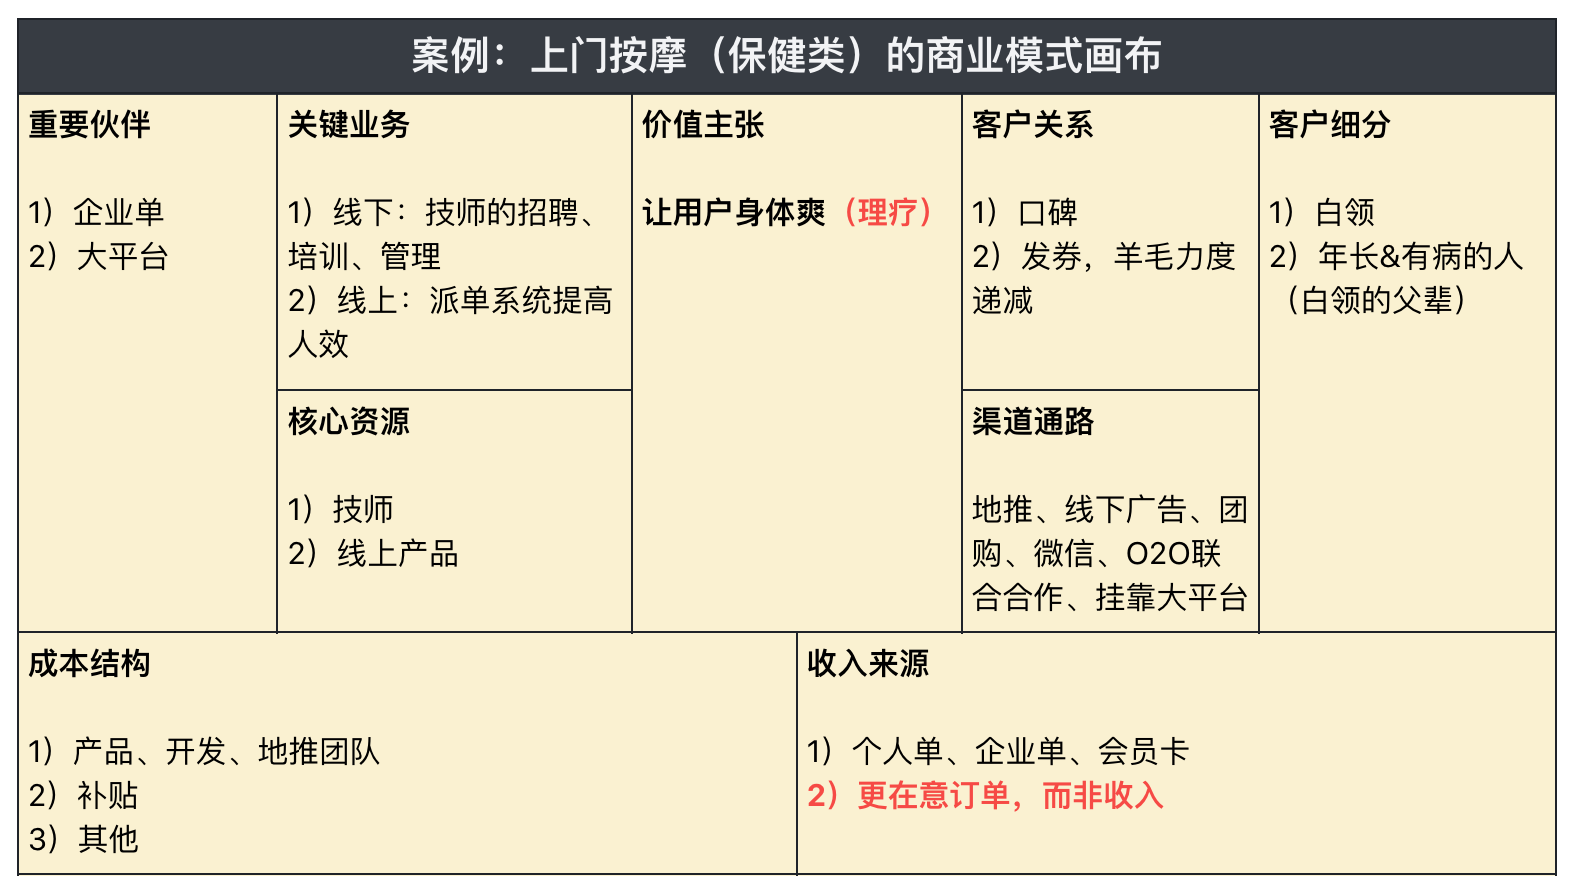 案例：上门按摩（保健类）的商业模式画布
重要伙伴
1）企业单
2）大平台
关键业务
1）线下：技师的招聘、
培训、管理
2）线上：派单系统提高
人效
核心资源
1）技师
2）线上产品
价值主张
让用户身体爽（理疗）
客户关系
1）口碑
2）发券，羊毛力度
递减
渠道通路
地推、线下广告、团
购、微信、O2O联
合合作、挂靠大平台
客户细分
1）白领
2）年长&有病的人
（白领的父辈）
成本结构
1）产品、开发、地推团队
2）补贴
3）其他
收入来源
1）个人单、企业单、会员卡
2）更在意订单，而非收入